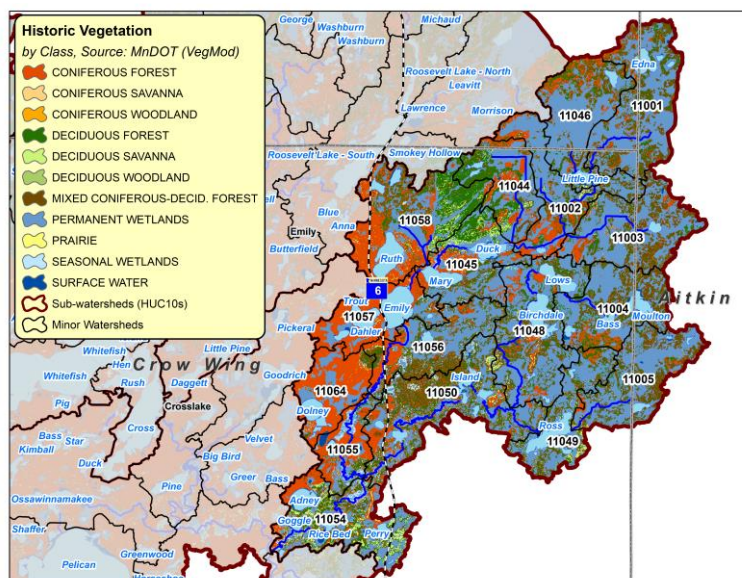 Historic Vegetation
by Class, Source: MnDOT (VegMod)
CONIFEROUS FOREST
CONIFEROUS SAVANNA
CONIFEROUS WOODLAND
DECIDUOUS FOREST
DECIDUOUS SAVANNA
DECIDUOUS WOODLAND
MIXED CONIFEROUS-DECID. FOREST
PERMANENT WETLANDS
PRAIRIE
SEASONAL WETLANDS
SURFACE WATER
Sub-watersheds (HUC10s)
Minor Watersheds
George
Washburn
Washburn
Michaud
Roosevelt Lake - North
Leavitt
Lawrence
Morrison
Edna
11001
11046
Roosevelt Lake - South
Smokey Hollow
11044
Little Pine
11002
11003
Blue
Anna
Emily
Butterfield
11058
Ruth
Duck
11045
Mary
6
Trout
Emily
11057
Dahler
Pickeral
Lows
Aitkin
11004
Birchdale
Bass
Moulton
11048
11056
Little Pine
Whitefish
Hen
Crow Wing
Whitefish
Rush
Daggett
Goodrich
11064
Island
11050
11005
Pig
Crosslake
Dolney
Cross
Bass
Star
Kimball
Velvet
Ross
11049
11055
Duck
Big Bird
Pine
Greer
Bass
Ossawinnamakee
Adney
Goggle
11054
Rice Bed
Perry
Shaffer
Greenwood
Pelican